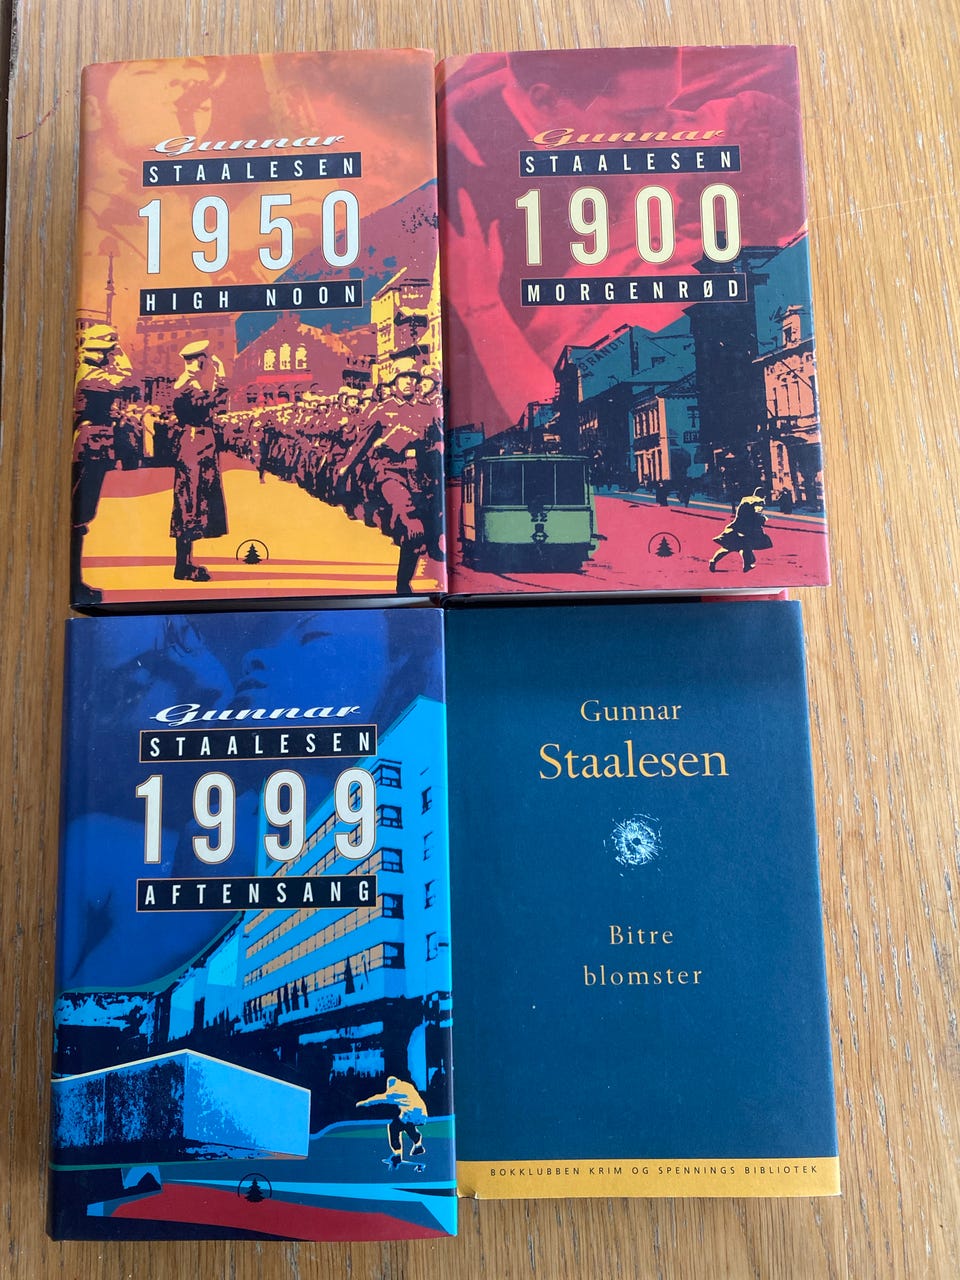 Gunnar
STAALESEN
1950
HIGH NOON
Gunnar
STAALESEN
1900
MORGENRØD
BRANDT
Gunnar
STAALESEN
1999
AFTENSANG
Gunnar
Staalesen
Bitre
blomster
BOKKLUBBEN KRIM OG SPENNINGS BIBLIOTEK